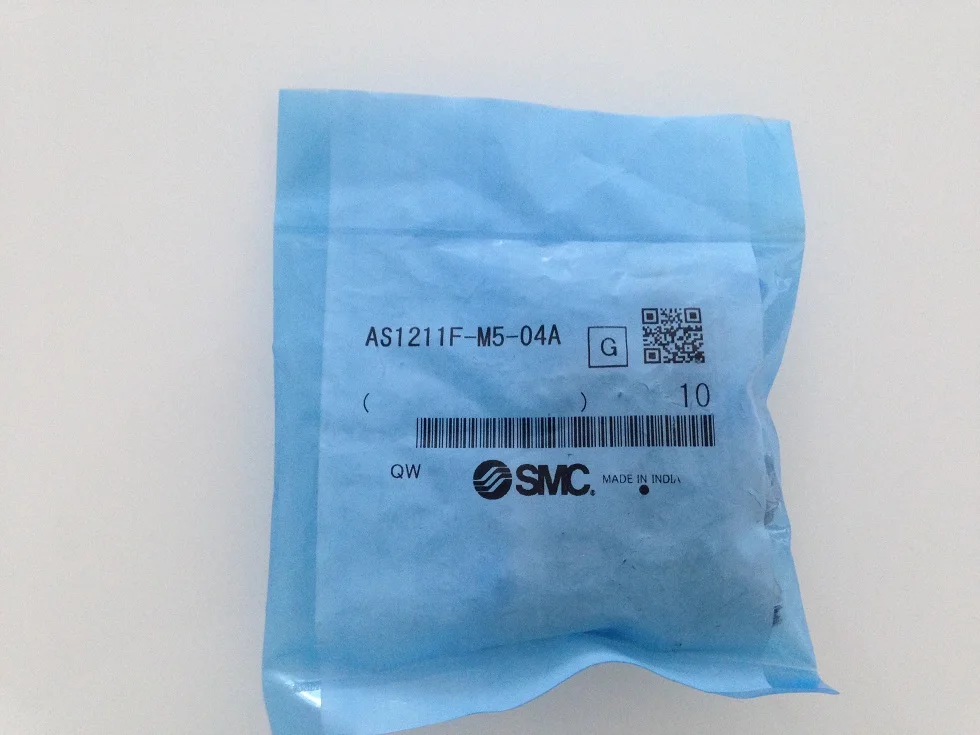 AS1211F-M5-04A G
( ) 10
QW SMC. MADE IN INDIA